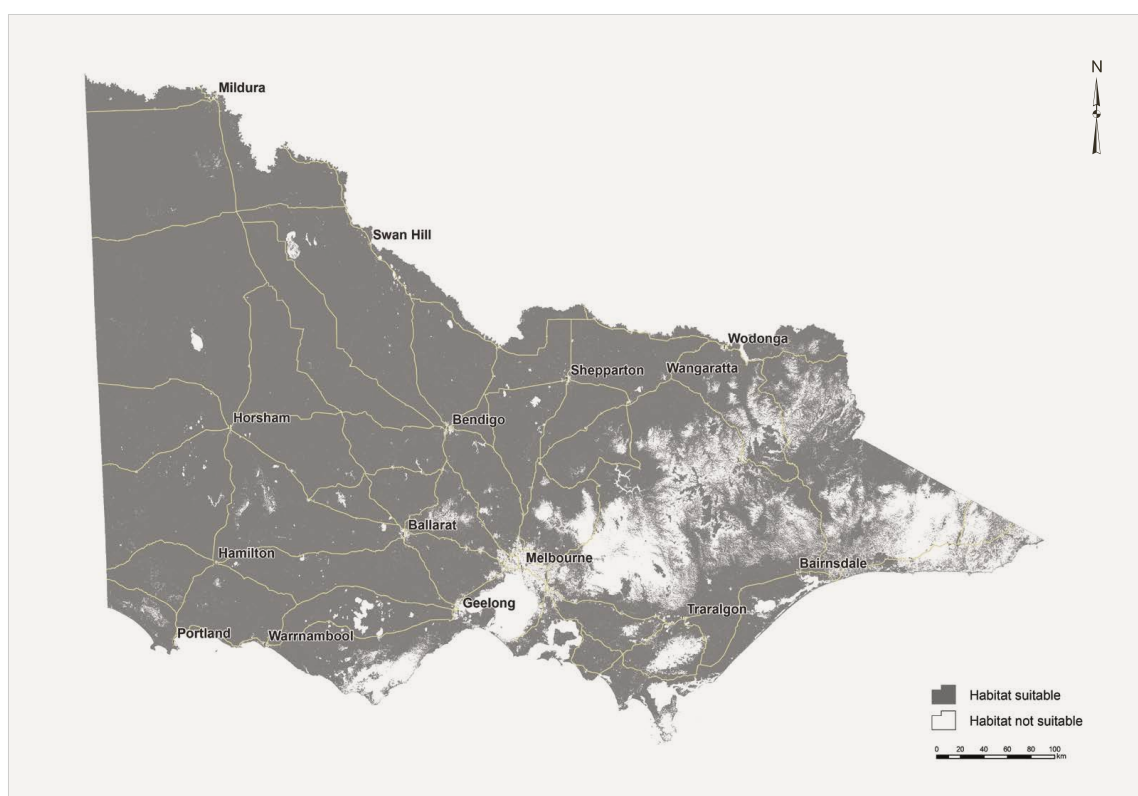 N
Mildura
Swan Hill
Wodonga
Shepparton
Wangaratta
Horsham
Bendigo
Ballarat
Hamilton
Melbourne
Bairnsdale
Geelong
Traralgon
Portland
Warrnambool
Habitat suitable
Habitat not suitable
0 20 40 60 80 100
km